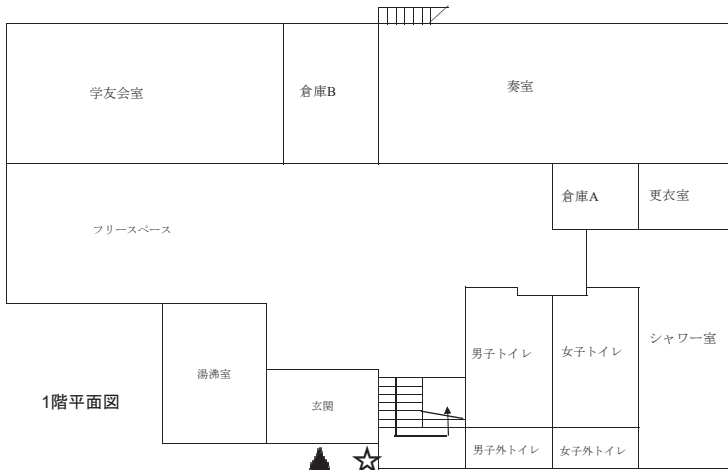 学友会室
倉庫B
奏室
倉庫A
更衣室
フリースペース
男子トイレ
女子トイレ
シャワー室
湯沸室
1階平面図
玄関
男子外トイレ
女子外トイレ